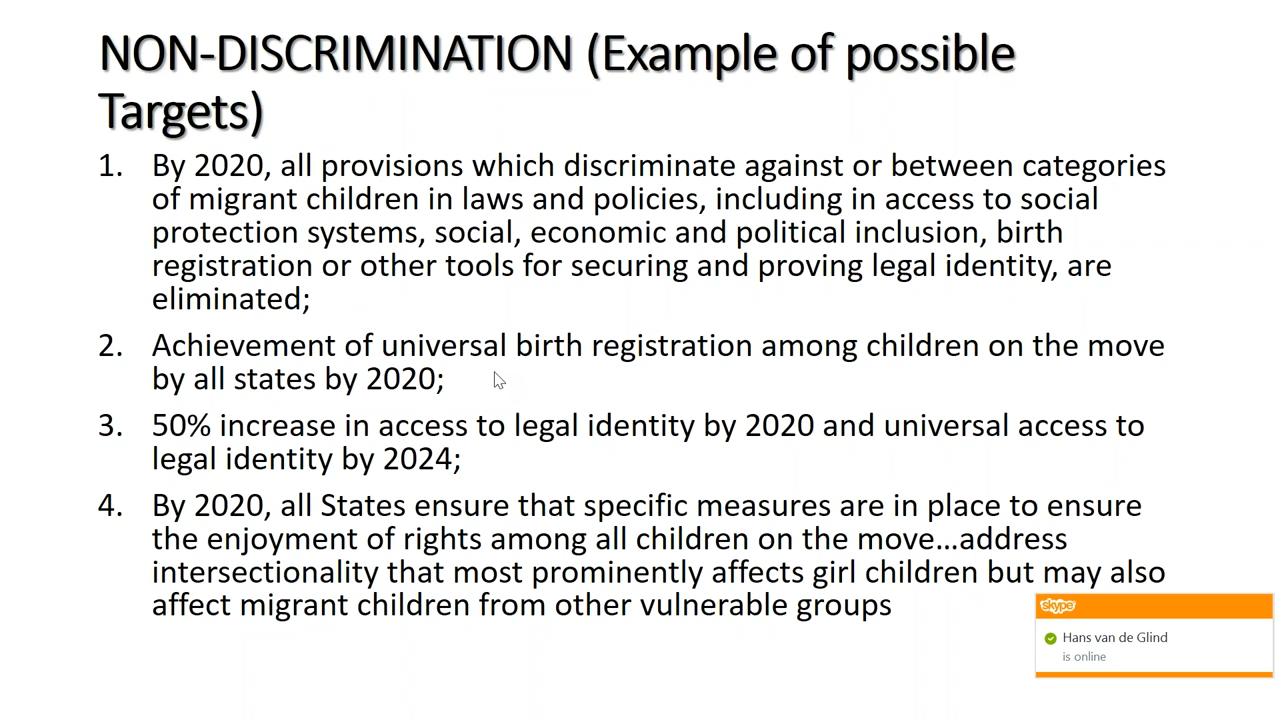 NON-DISCRIMINATION (Example of possible
Targets)
1. By 2020, all provisions which discriminate against or between categories
of migrant children in laws and policies, including in access to social
protection systems, social, economic and political inclusion, birth
registration or other tools for securing and proving legal identity, are
eliminated;
2. Achievement of universal birth registration among children on the move
by all states by 2020;
3. 50% increase in access to legal identity by 2020 and universal access to
legal identity by 2024;
4. By 2020, all States ensure that specific measures are in place to ensure
the enjoyment of rights among all children on the move…address
intersectionality that most prominently affects girl children but may also
affect migrant children from other vulnerable groups
skype
Hans van de Glind
is online